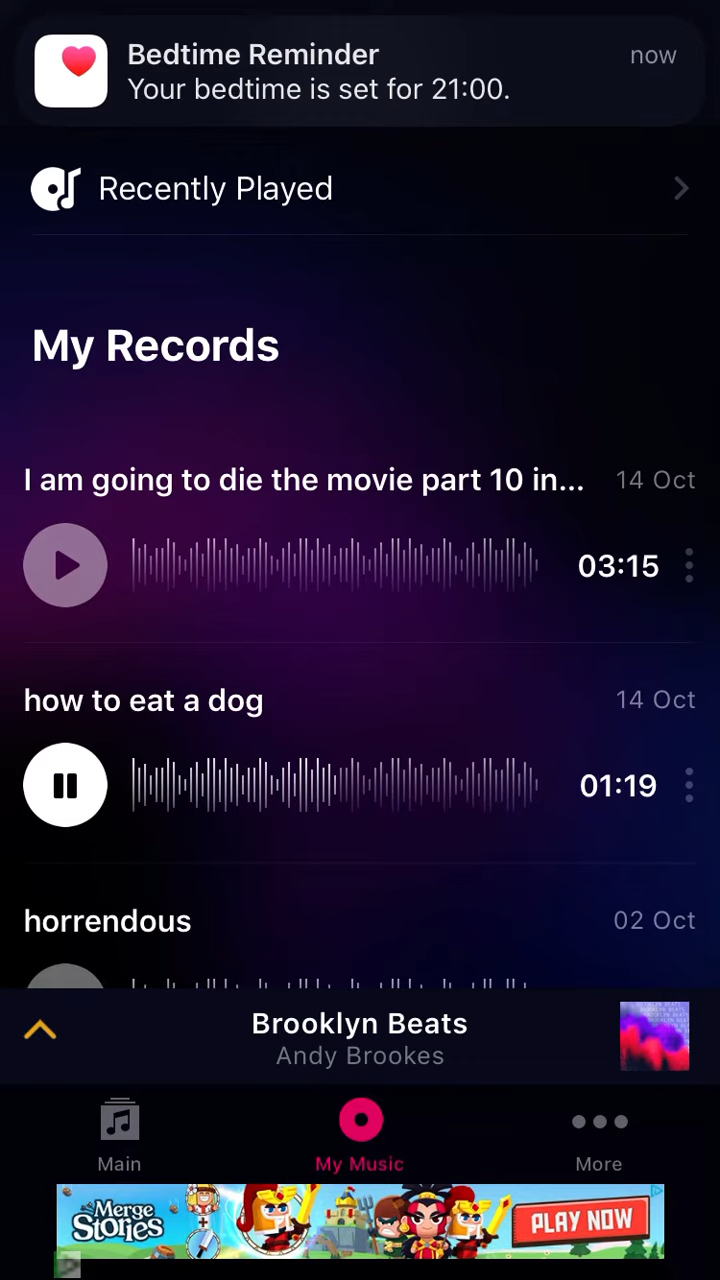 Bedtime Reminder
now
Your bedtime is set for 21:00.
Recently Played
My Records
I am going to die the movie part 10 in...
14 Oct
03:15
how to eat a dog
14 Oct
01:19
horrendous
02 Oct
Brooklyn Beats
Andy Brookes
Main
My Music
More
Merge
Stories
PLAY NOW